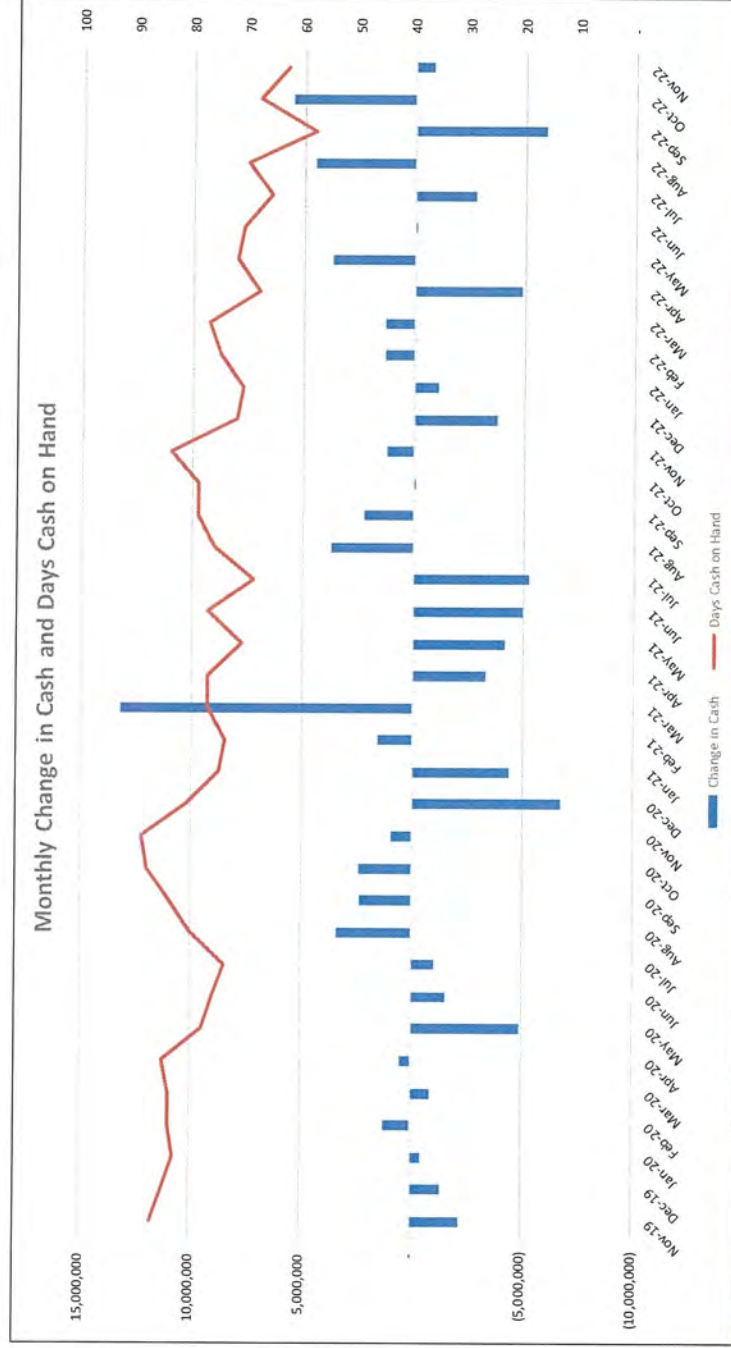 Monthly Change in Cash and Days Cash on Hand
15,000,000
10,000,000
5,000,000
-
(5,000,000)
(10,000,000)
100
90
80
70
60
50
40
30
20
10
-
Nov-19
Dec-19
Jan-20
Feb-20
Mar-20
Apr-20
May-20
Jun-20
Jul-20
Aug-20
Sep-20
Oct-20
Nov-20
Dec-20
Jan-21
Feb-21
Mar-21
Apr-21
May-21
Jun-21
Jul-21
Aug-21
Sep-21
Oct-21
Nov-21
Dec-21
Jan-22
Feb-22
Mar-22
Apr-22
May-22
Jun-22
Jul-22
Aug-22
Sep-22
Oct-22
Nov-22
Change in Cash
Days Cash on Hand